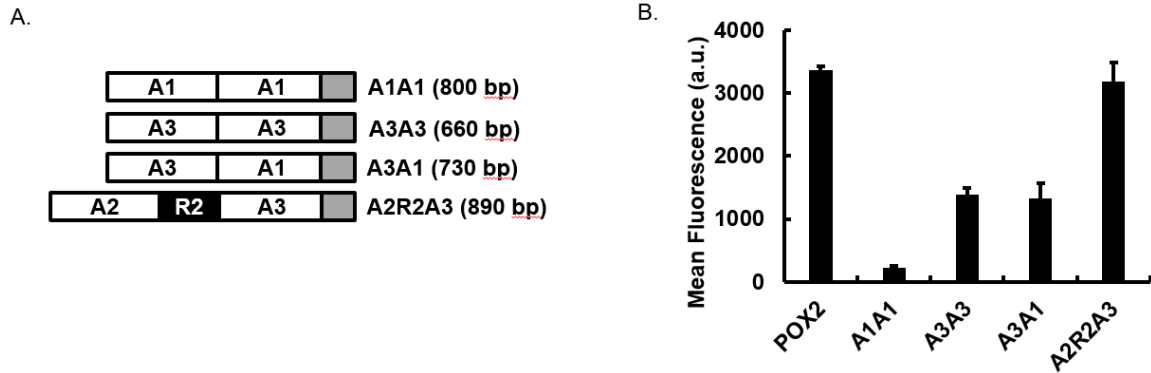 A.
A1 A1 A1A1 (800 bp)
A3 A3 A3A3 (660 bp)
A3 A1 A3A1 (730 bp)
A2 R2 A3 A2R2A3 (890 bp)
B.
Mean Fluorescence (a.u.)
4000
3000
2000
1000
0
POX2 A1A1 A3A3 A3A1 A2R2A3